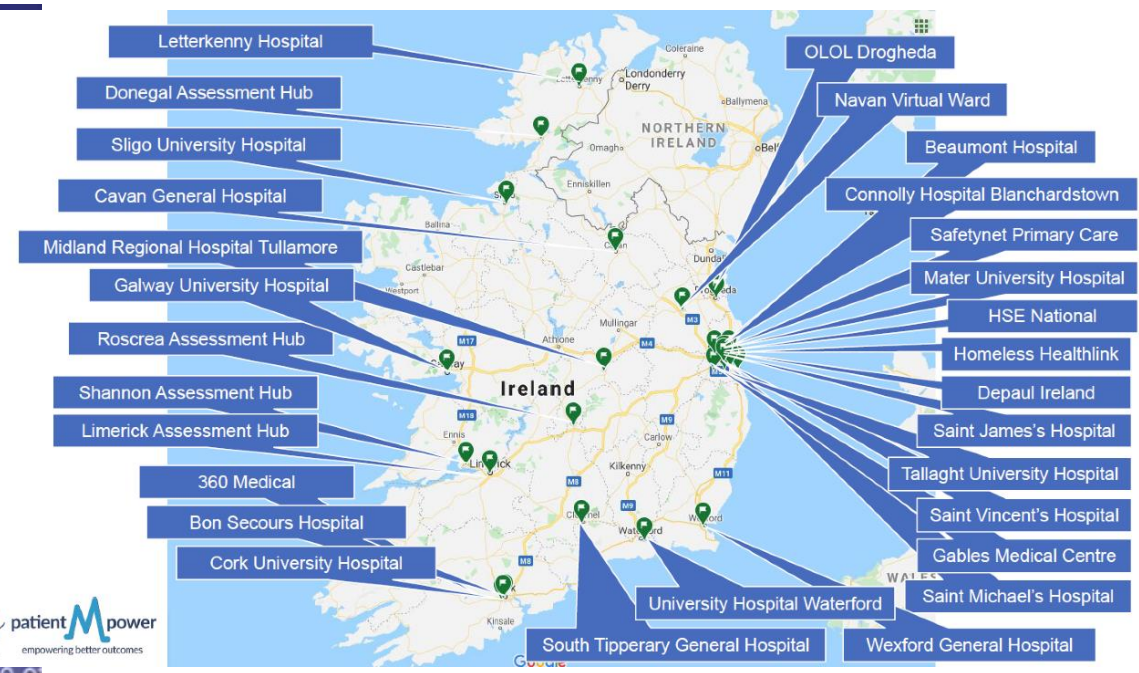 Letterkenny Hospital
Donegal Assessment Hub
Sligo University Hospital
Cavan General Hospital
Midland Regional Hospital Tullamore
Galway University Hospital
Roscrea Assessment Hub
Shannon Assessment Hub
Limerick Assessment Hub
360 Medical
Bon Secours Hospital
Cork University Hospital
patient M power
empowering better outcomes
OLOL Drogheda
Navan Virtual Ward
Beaumont Hospital
Connolly Hospital Blanchardstown
Safetynet Primary Care
Mater University Hospital
HSE National
Homeless Healthlink
Depaul Ireland
Saint James's Hospital
Tallaght University Hospital
Saint Vincent's Hospital
Gables Medical Centre
Saint Michael's Hospital
University Hospital Waterford
South Tipperary General Hospital
Wexford General Hospital
Coleraine
Londonderry
Derry
Ballymena
NORTHERN
IRELAND
Omagh
Enniskillen
Ballina
Castlebar
Westport
Mullingar
Athlone
M3
M4
M17
Ireland
M18
Ennis
M9
Carlow
Kilkenny
M11
M8
M9
Waterford
M8
Kinsale
WALES
Google